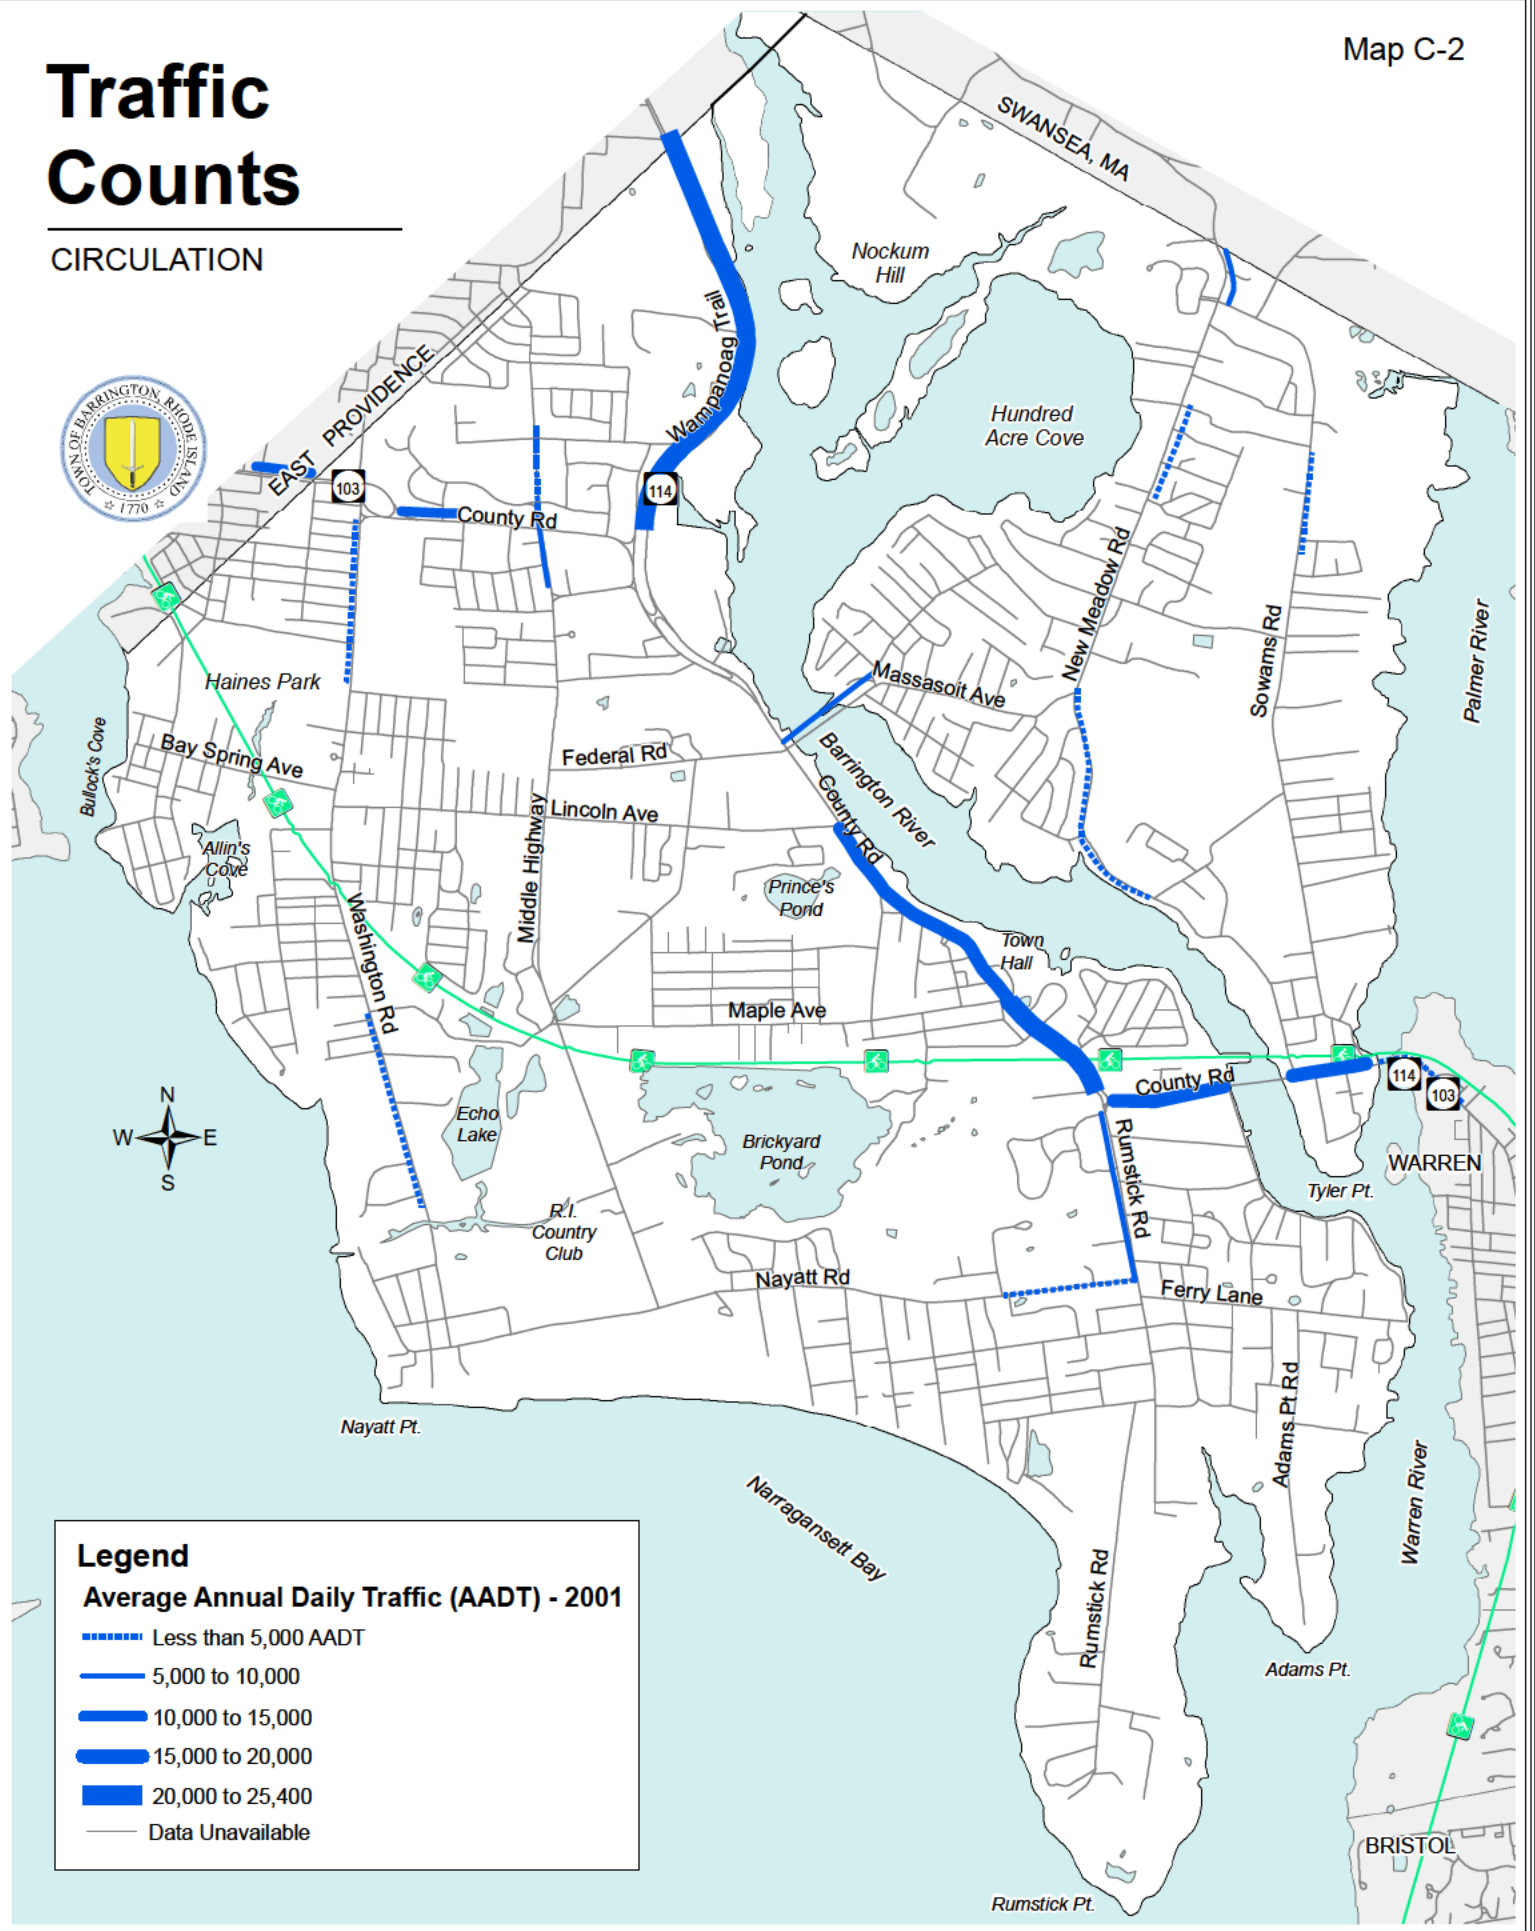 Map C-2
Traffic
Counts
CIRCULATION
SWANSEA, MA
Nockum
Hill
Wampanoag Trail
EAST PROVIDENCE
TOWN OF BARRINGTON, RHODE ISLAND
1770
Hundred
Acre Cove
103
114
County Rd
New Meadow Rd
Sowams Rd
Palmer River
Haines Park
Massasoit Ave
Bullock's Cove
Bay Spring Ave
Federal Rd
Barrington River
County Rd
Lincoln Ave
Middle Highway
Allin's
Cove
Prince's
Pond
Washington Rd
Town
Hall
Maple Ave
County Rd
114
103
N
W E
S
Echo
Lake
Brickyard
Pond
Rumstick Rd
WARREN
Tyler Pt.
R.I.
Country
Club
Nayatt Rd
Ferry Lane
Adams Pt Rd
Nayatt Pt.
Narragansett Bay
Warren River
Rumstick Rd
Adams Pt.
Legend
Average Annual Daily Traffic (AADT) - 2001
Less than 5,000 AADT
5,000 to 10,000
10,000 to 15,000
15,000 to 20,000
20,000 to 25,400
Data Unavailable
BRISTOL
Rumstick Pt.